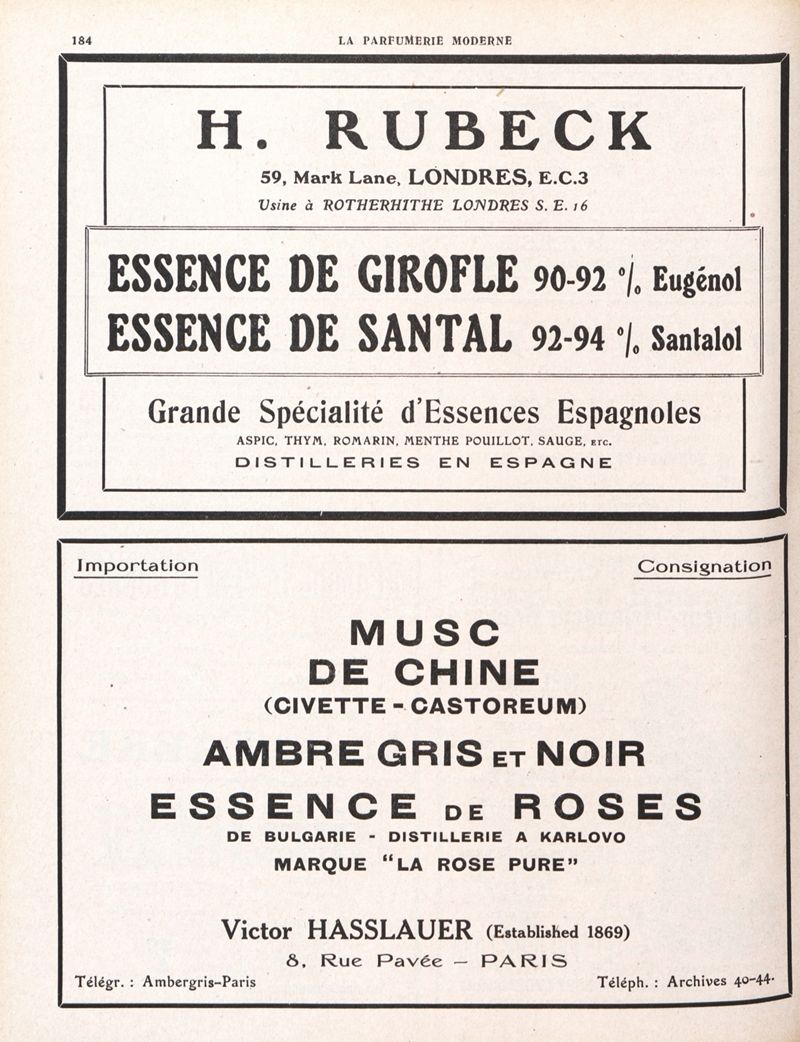 184
LA PARFUMERIE MODERNE
H. RUBECK
59, Mark Lane, LONDRES, E.C.3
Usine à ROTHERHITHE LONDRES S. E. 16
ESSENCE DE GIROFLE 90-92 % Eugénol
ESSENCE DE SANTAL 92-94 % Santalol
Grande Spécialité d'Essences Espagnoles
ASPIC, THYM, ROMARIN, MENTHE POUILLOT, SAUGE, ETC.
DISTILLERIES EN ESPAGNE
Importation
Consignation
MUSC
DE CHINE
(CIVETTE - CASTOREUM)
AMBRE GRIS ET NOIR
ESSENCE DE ROSES
DE BULGARIE - DISTILLERIE A KARLOVO
MARQUE "LA ROSE PURE"
Victor HASSLAUER (Established 1869)
8, Rue Pavée — PARIS
Télégr. : Ambergris-Paris
Téléph. : Archives 40-44.